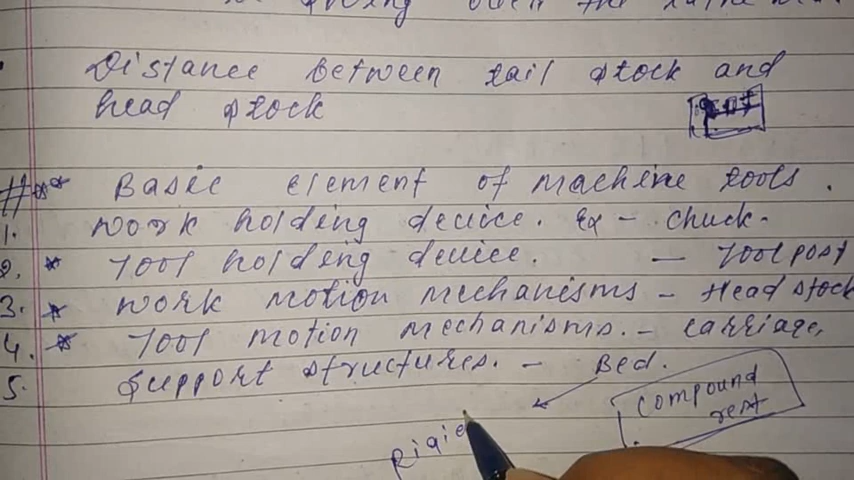 over the
Distance between tail stock and
head stock
#** Basic element of machine tools.
1. work holding device. Ex - chuck.
2. * Tool holding device. - Tool post
3. * work motion mechanisms - Head stock
4. * Tool motion mechanisms. - carriage,
5. support structures. - Bed.
Compound
rest